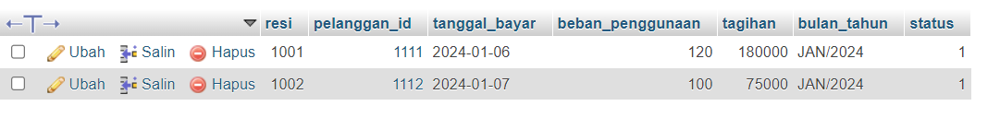 resi pelanggan_id tanggal_bayar beban_penggunaan tagihan bulan_tahun status
Ubah Salin Hapus 1001 1111 2024-01-06 120 180000 JAN/2024 1
Ubah Salin Hapus 1002 1112 2024-01-07 100 75000 JAN/2024 1